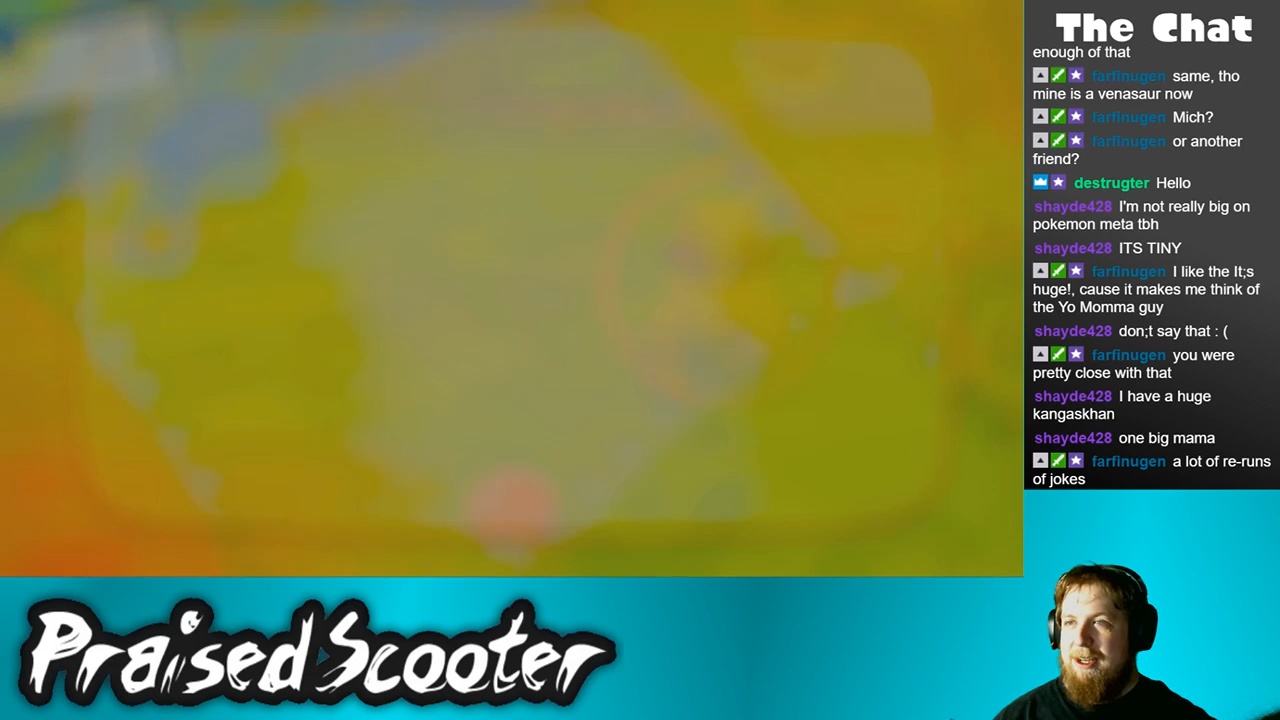 The Chat
enough of that
farfinugen same, tho
mine is a venasaur now
farfinugen Mich?
farfinugen or another
friend?
destrugter Hello
shayde428 I'm not really big on
pokemon meta tbh
shayde428 ITS TINY
farfinugen I like the It;s
huge!, cause it makes me think of
the Yo Momma guy
shayde428 don;t say that : (
farfinugen you were
pretty close with that
shayde428 I have a huge
kangaskhan
shayde428 one big mama
farfinugen a lot of re-runs
of jokes
PraisedScooter